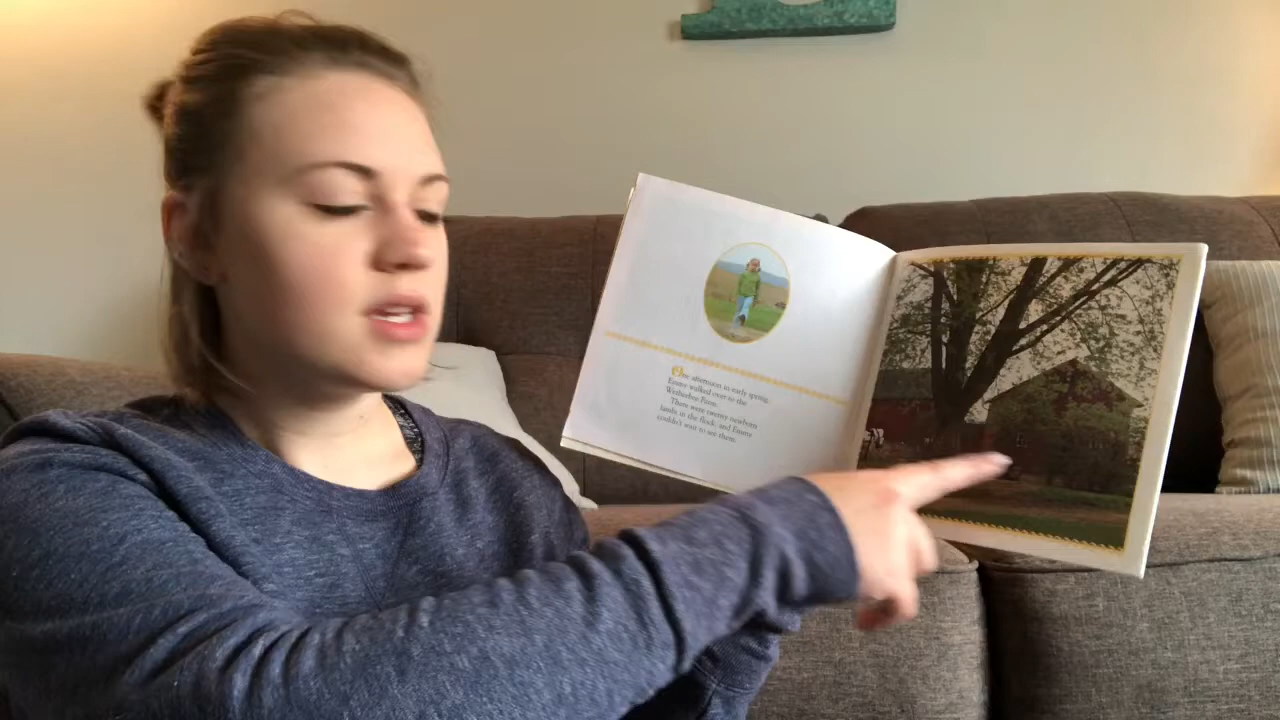 One afternoon in early spring,
Emmy walked over to the
Wetherbee Farm.
There were twenty newborn
lambs in the flock, and Emmy
couldn't wait to see them.